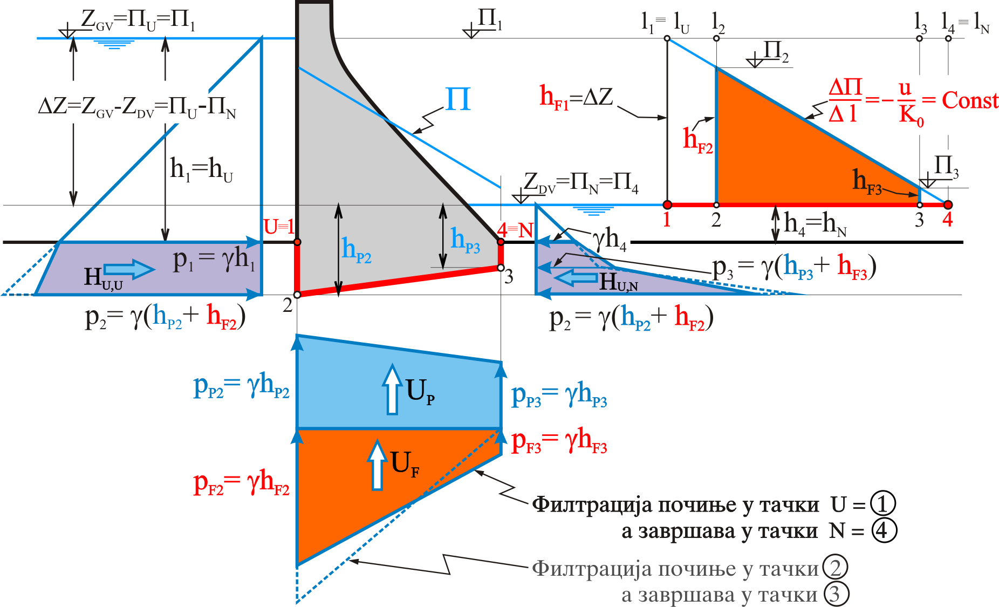 Z_GV=Π_U=Π_1
Π_1
l_1≡ l_U
l_2
l_3
l_4≡ l_N
Π_2
ΔZ=Z_GV-Z_DV=Π_U-Π_N
Π
h_F1=ΔZ
ΔΠ/Δ l=-u/K_0= Const
h_F2
h_1=h_U
Z_DV=Π_N=Π_4
Π_3
h_F3
U≡1
4≡N
1
2
3
4
h_4=h_N
h_P2
h_P3
γh_4
p_1 = γh_1
H_U,U
3
p_3 = γ(h_P3+ h_F3)
H_U,N
2
p_2= γ(h_P2+ h_F2)
p_2= γ(h_P2+ h_F2)
p_P2= γh_P2
U_P
p_P3= γh_P3
p_F3= γh_F3
U_F
p_F2= γh_F2
Филтрација почиње у тачки U = ①
а завршава у тачки N = ④
Филтрација почиње у тачки ②
а завршава у тачки ③